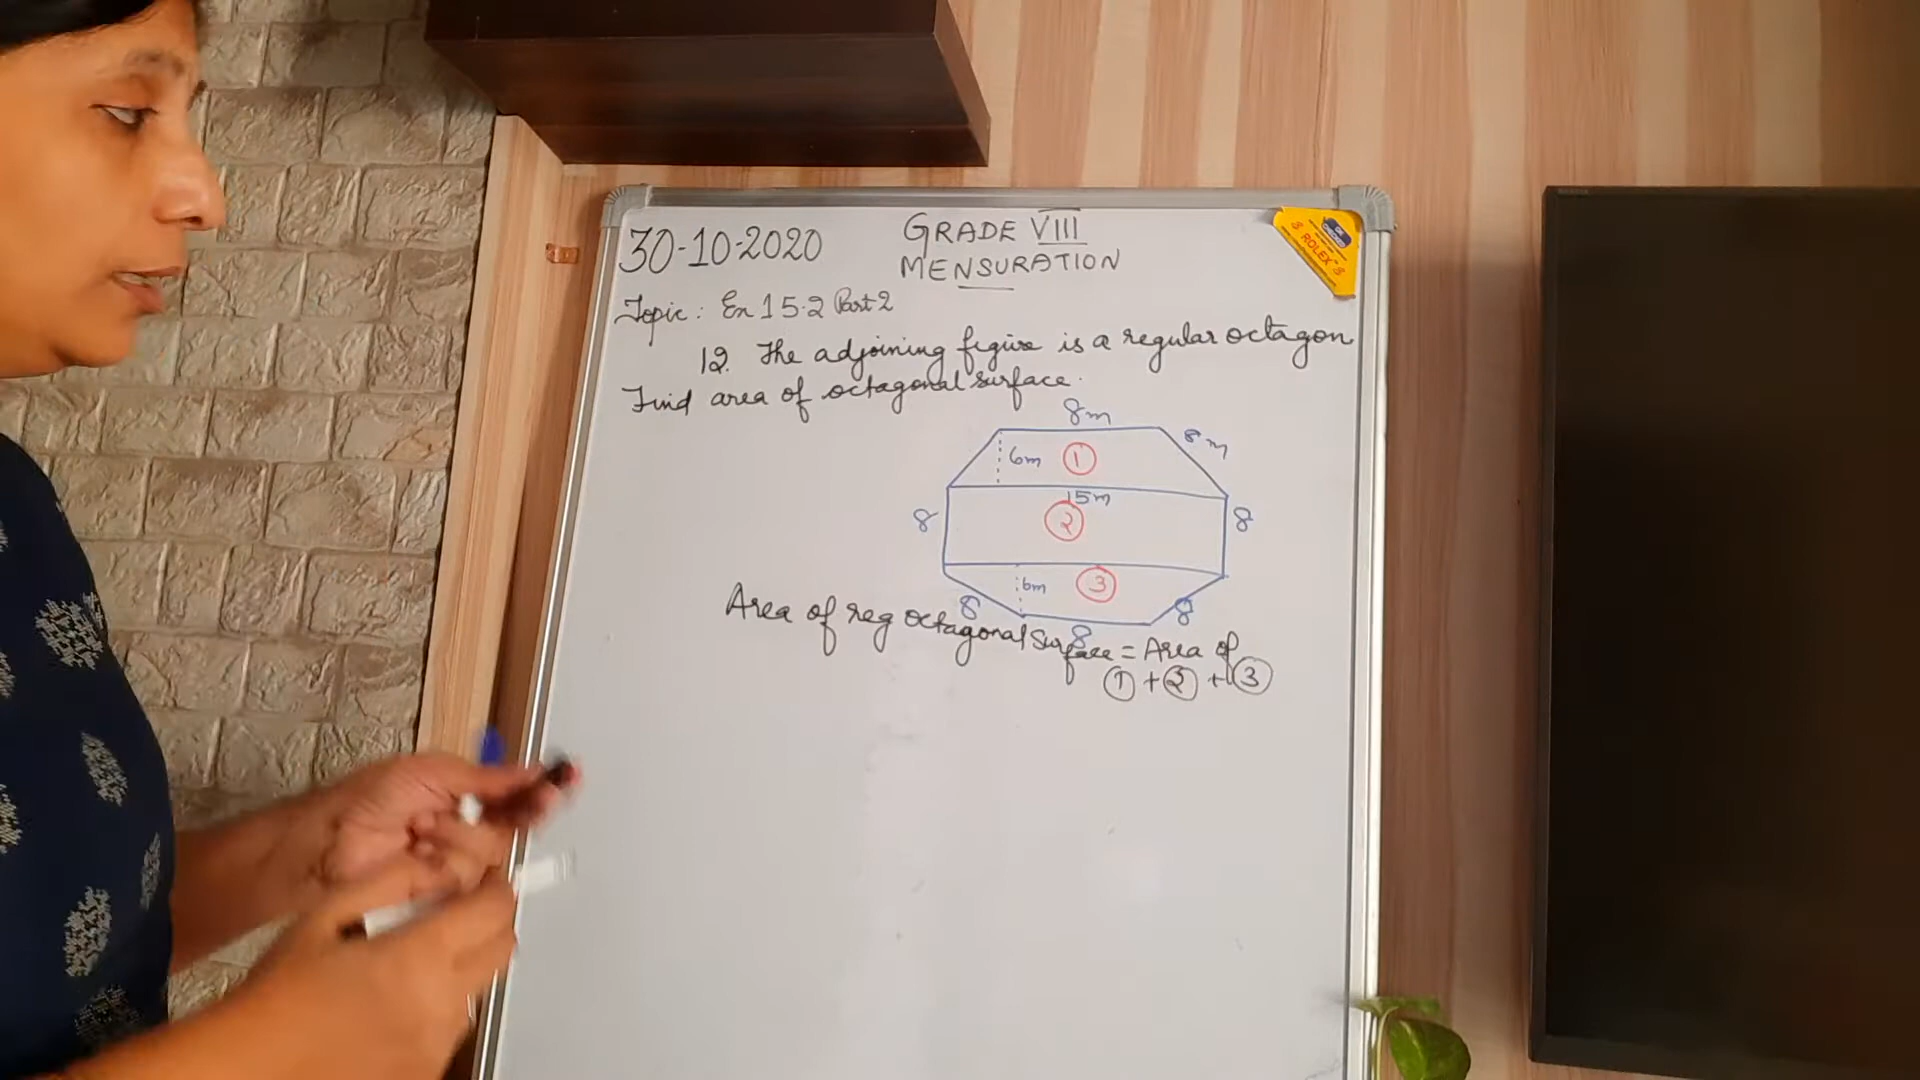 30-10-2020
GRADE VIII
MENSURATION
Topic: Ex 15.2 Part 2
12. The adjoining figure is a regular octagon
Find area of octagonal surface.
8m
8m
6m
1
15m
8
2
8
6m
3
8
8
8
Area of reg octagonal surface = Area of
1 + 2 + 3
ROLEX